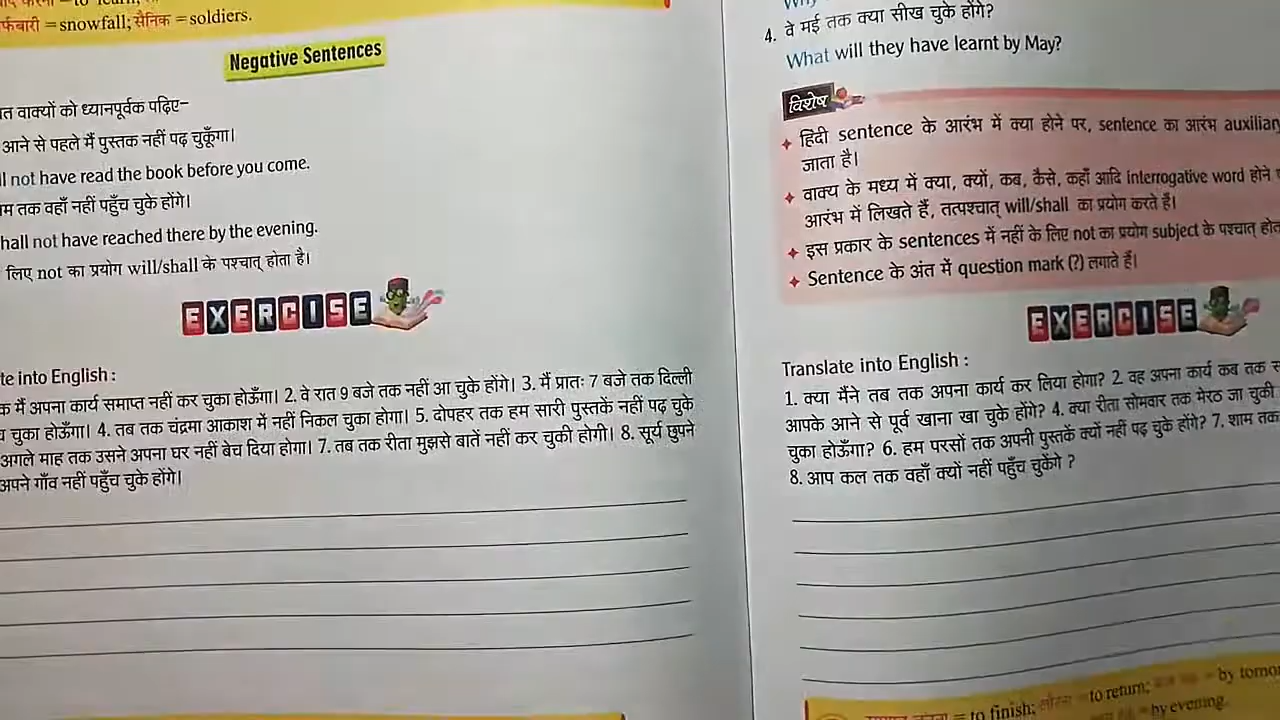 =to learn;
र्फबारी = snowfall; सैनिक = soldiers.
Negative Sentences
त वाक्यों को ध्यानपूर्वक पढ़िए–
आने से पहले मैं पुस्तक नहीं पढ़ चुकूँगा।
ll not have read the book before you come.
म तक वहाँ नहीं पहुँच चुके होंगे।
hall not have reached there by the evening.
लिए not का प्रयोग will/shall के पश्चात् होता है।
EXERCISE
te into English :
क मैं अपना कार्य समाप्त नहीं कर चुका होऊँगा। 2. वे रात 9 बजे तक नहीं आ चुके होंगे। 3. मैं प्रातः 7 बजे तक दिल्ली
चुका होऊँगा। 4. तब तक चंद्रमा आकाश में नहीं निकल चुका होगा। 5. दोपहर तक हम सारी पुस्तकें नहीं पढ़ चुके
अगले माह तक उसने अपना घर नहीं बेच दिया होगा। 7. तब तक रीता मुझसे बातें नहीं कर चुकी होगी। 8. सूर्य छुपने
अपने गाँव नहीं पहुँच चुके होंगे।
4. वे मई तक क्या सीख चुके होंगे?
What will they have learnt by May?
विशेष
हिंदी sentence के आरंभ में क्या होने पर, sentence का आरंभ auxiliary
जाता है।
वाक्य के मध्य में क्या, क्यों, कब, कैसे, कहाँ आदि interrogative word होने
आरंभ में लिखते हैं, तत्पश्चात् will/shall का प्रयोग करते हैं।
इस प्रकार के sentences में नहीं के लिए not का प्रयोग subject के पश्चात् होत
Sentence के अंत में question mark (?) लगाते हैं।
EXERCISE
Translate into English :
1. क्या मैंने तब तक अपना कार्य कर लिया होगा? 2. वह अपना कार्य कब तक स
आपके आने से पूर्व खाना खा चुके होंगे? 4. क्या रीता सोमवार तक मेरठ जा चुकी
चुका होऊँगा? 6. हम परसों तक अपनी पुस्तकें क्यों नहीं पढ़ चुके होंगे? 7. शाम तक
8. आप कल तक वहाँ क्यों नहीं पहुँच चुकेंगे ?
= to finish; लौटना = to return; = by tomo
= by evening.